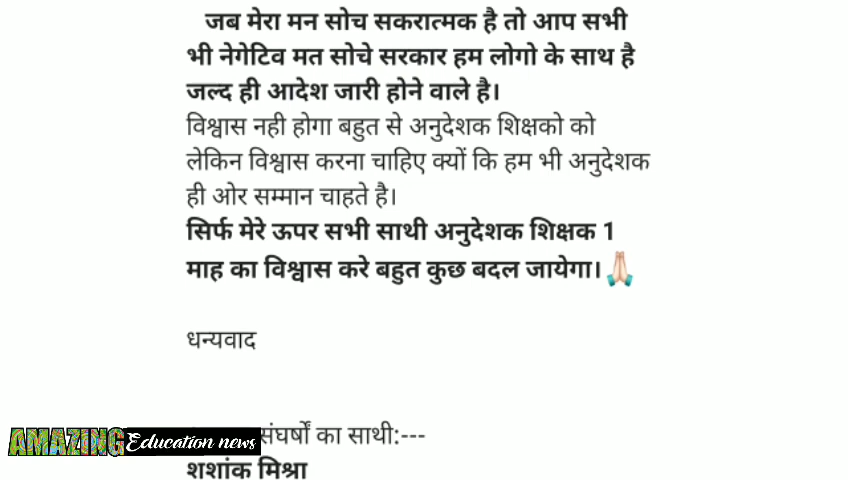 जब मेरा मन सोच सकरात्मक है तो आप सभी
भी नेगेटिव मत सोचे सरकार हम लोगो के साथ है
जल्द ही आदेश जारी होने वाले है।
विश्वास नही होगा बहुत से अनुदेशक शिक्षको को
लेकिन विश्वास करना चाहिए क्यों कि हम भी अनुदेशक
ही ओर सम्मान चाहते है।
सिर्फ मेरे ऊपर सभी साथी अनुदेशक शिक्षक 1
माह का विश्वास करे बहुत कुछ बदल जायेगा।🙏🏻
धन्यवाद
संघर्षों का साथी:---
AMAZING Education news
शशांक मिश्रा